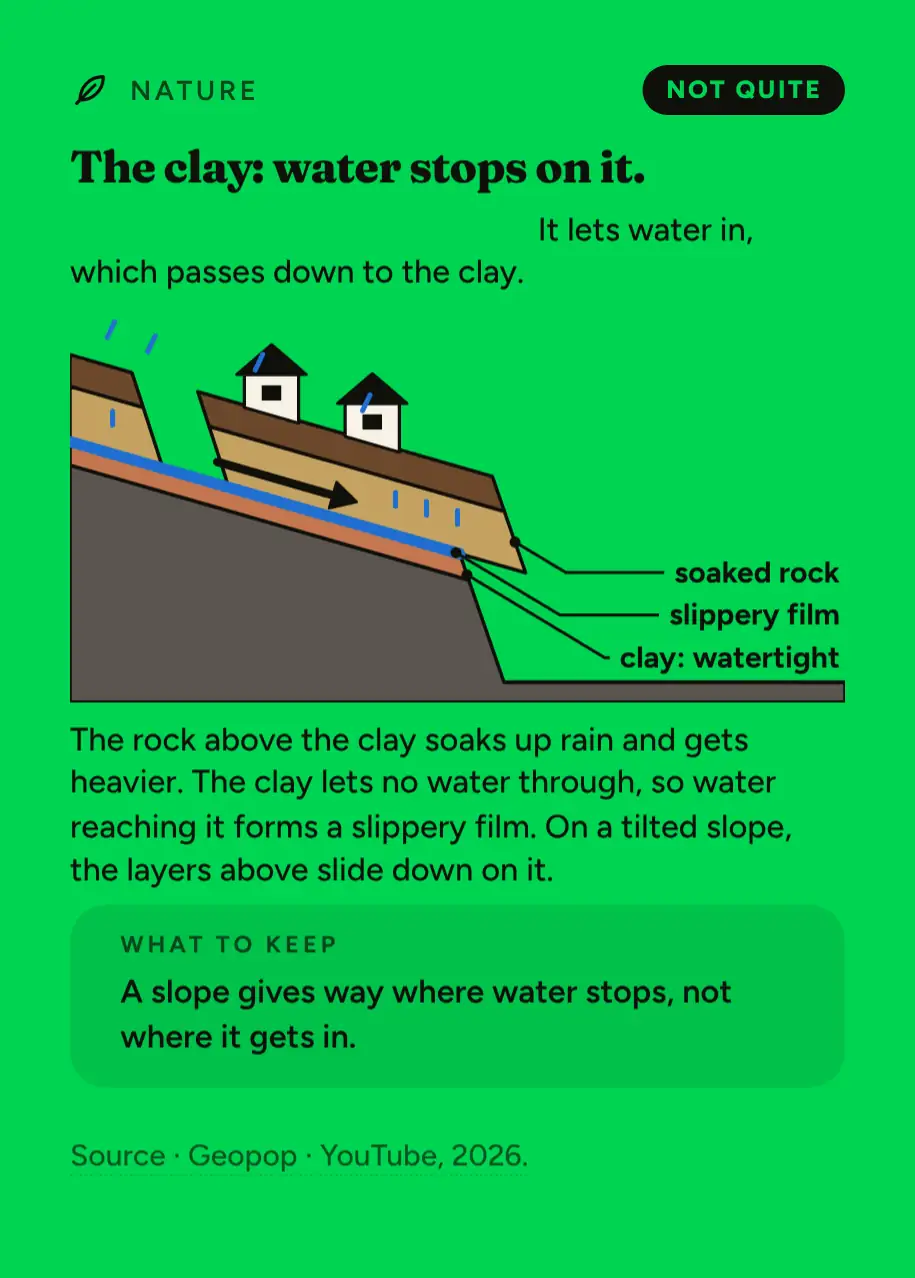 NATURE
NOT QUITE
The clay: water stops on it.
It lets water in,
which passes down to the clay.
soaked rock
slippery film
clay: watertight
The rock above the clay soaks up rain and gets
heavier. The clay lets no water through, so water
reaching it forms a slippery film. On a tilted slope,
the layers above slide down on it.
WHAT TO KEEP
A slope gives way where water stops, not
where it gets in.
Source · Geopop · YouTube, 2026.